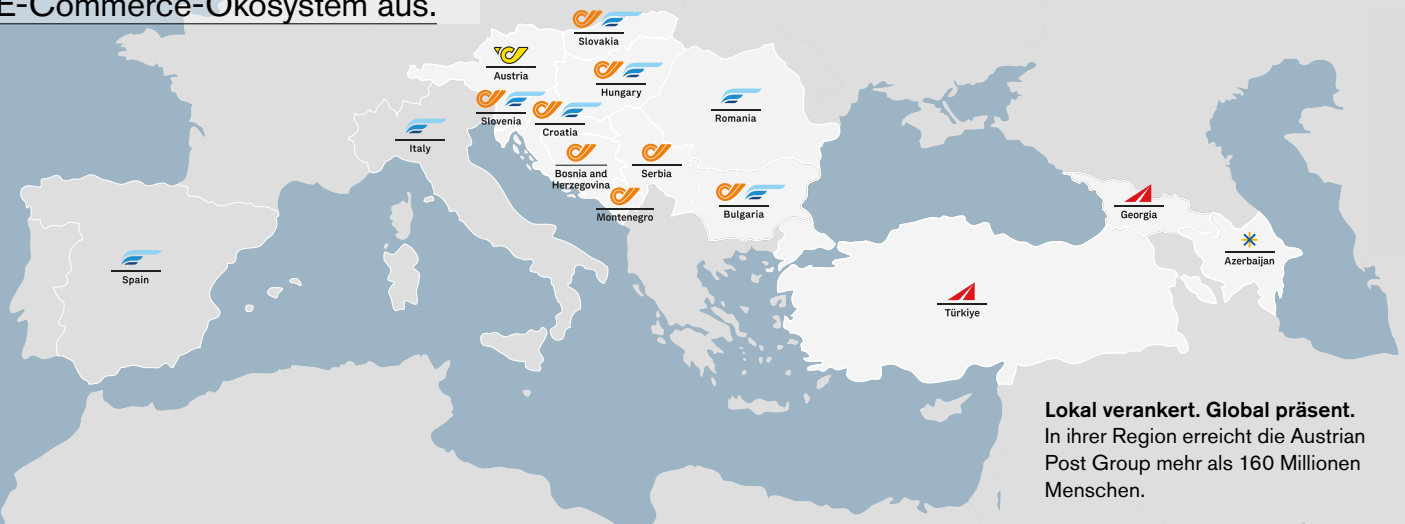 E-Commerce-Ökosystem aus.
Slovakia
Austria
Hungary
Slovenia
Croatia
Romania
Italy
Bosnia and
Herzegovina
Serbia
Montenegro
Bulgaria
Georgia
Azerbaijan
Spain
Türkiye
Lokal verankert. Global präsent.
In ihrer Region erreicht die Austrian
Post Group mehr als 160 Millionen
Menschen.